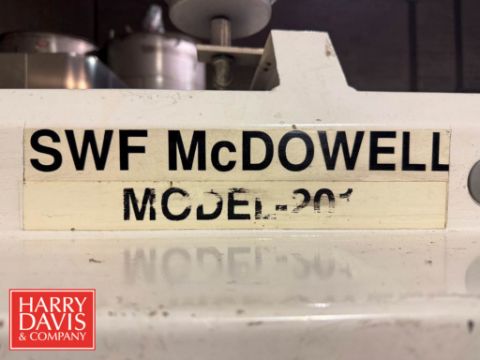 SWF McDOWELL
MODEL-201
HARRY
DAVIS
& COMPANY